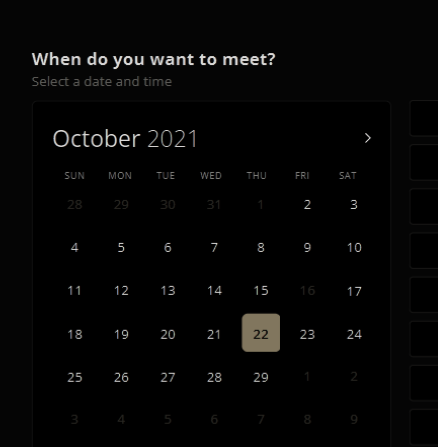 When do you want to meet?
Select a date and time
October 2021
SUN MON TUE WED THU FRI SAT
28 29 30 31 1 2 3
4 5 6 7 8 9 10
11 12 13 14 15 16 17
18 19 20 21 22 23 24
25 26 27 28 29 1 2
3 4 5 6 7 8 9